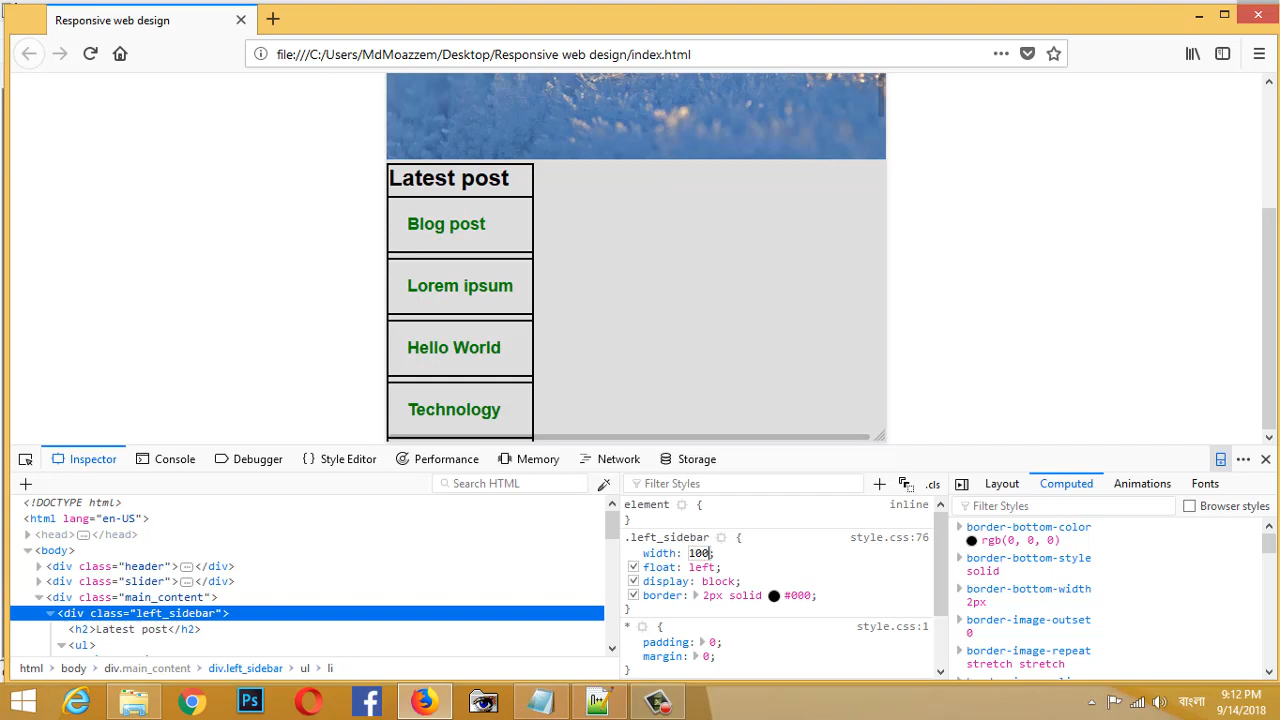 Responsive web design
file:///C:/Users/MdMoazzem/Desktop/Responsive web design/index.html
Latest post
Blog post
Lorem ipsum
Hello World
Technology
Inspector
Console
Debugger
Style Editor
Performance
Memory
Network
Storage
Search HTML
<!DOCTYPE html>
<html lang="en-US">
<head></head>
<body>
<div class="header"></div>
<div class="slider"></div>
<div class="main_content">
<div class="left_sidebar">
<h2>Latest post</h2>
<ul>
html
body
div.main_content
div.left_sidebar
ul
li
Filter Styles
+
.cls
element {
inline
}
.left_sidebar {
style.css:76
width: 100;
float: left;
display: block;
border: 2px solid #000;
}
* {
style.css:1
padding: 0;
margin: 0;
}
Layout
Computed
Animations
Fonts
Filter Styles
Browser styles
border-bottom-color
rgb(0, 0, 0)
border-bottom-style
solid
border-bottom-width
2px
border-image-outset
0
border-image-repeat
stretch stretch
Ps
বাংলা
9:12 PM
9/14/2018